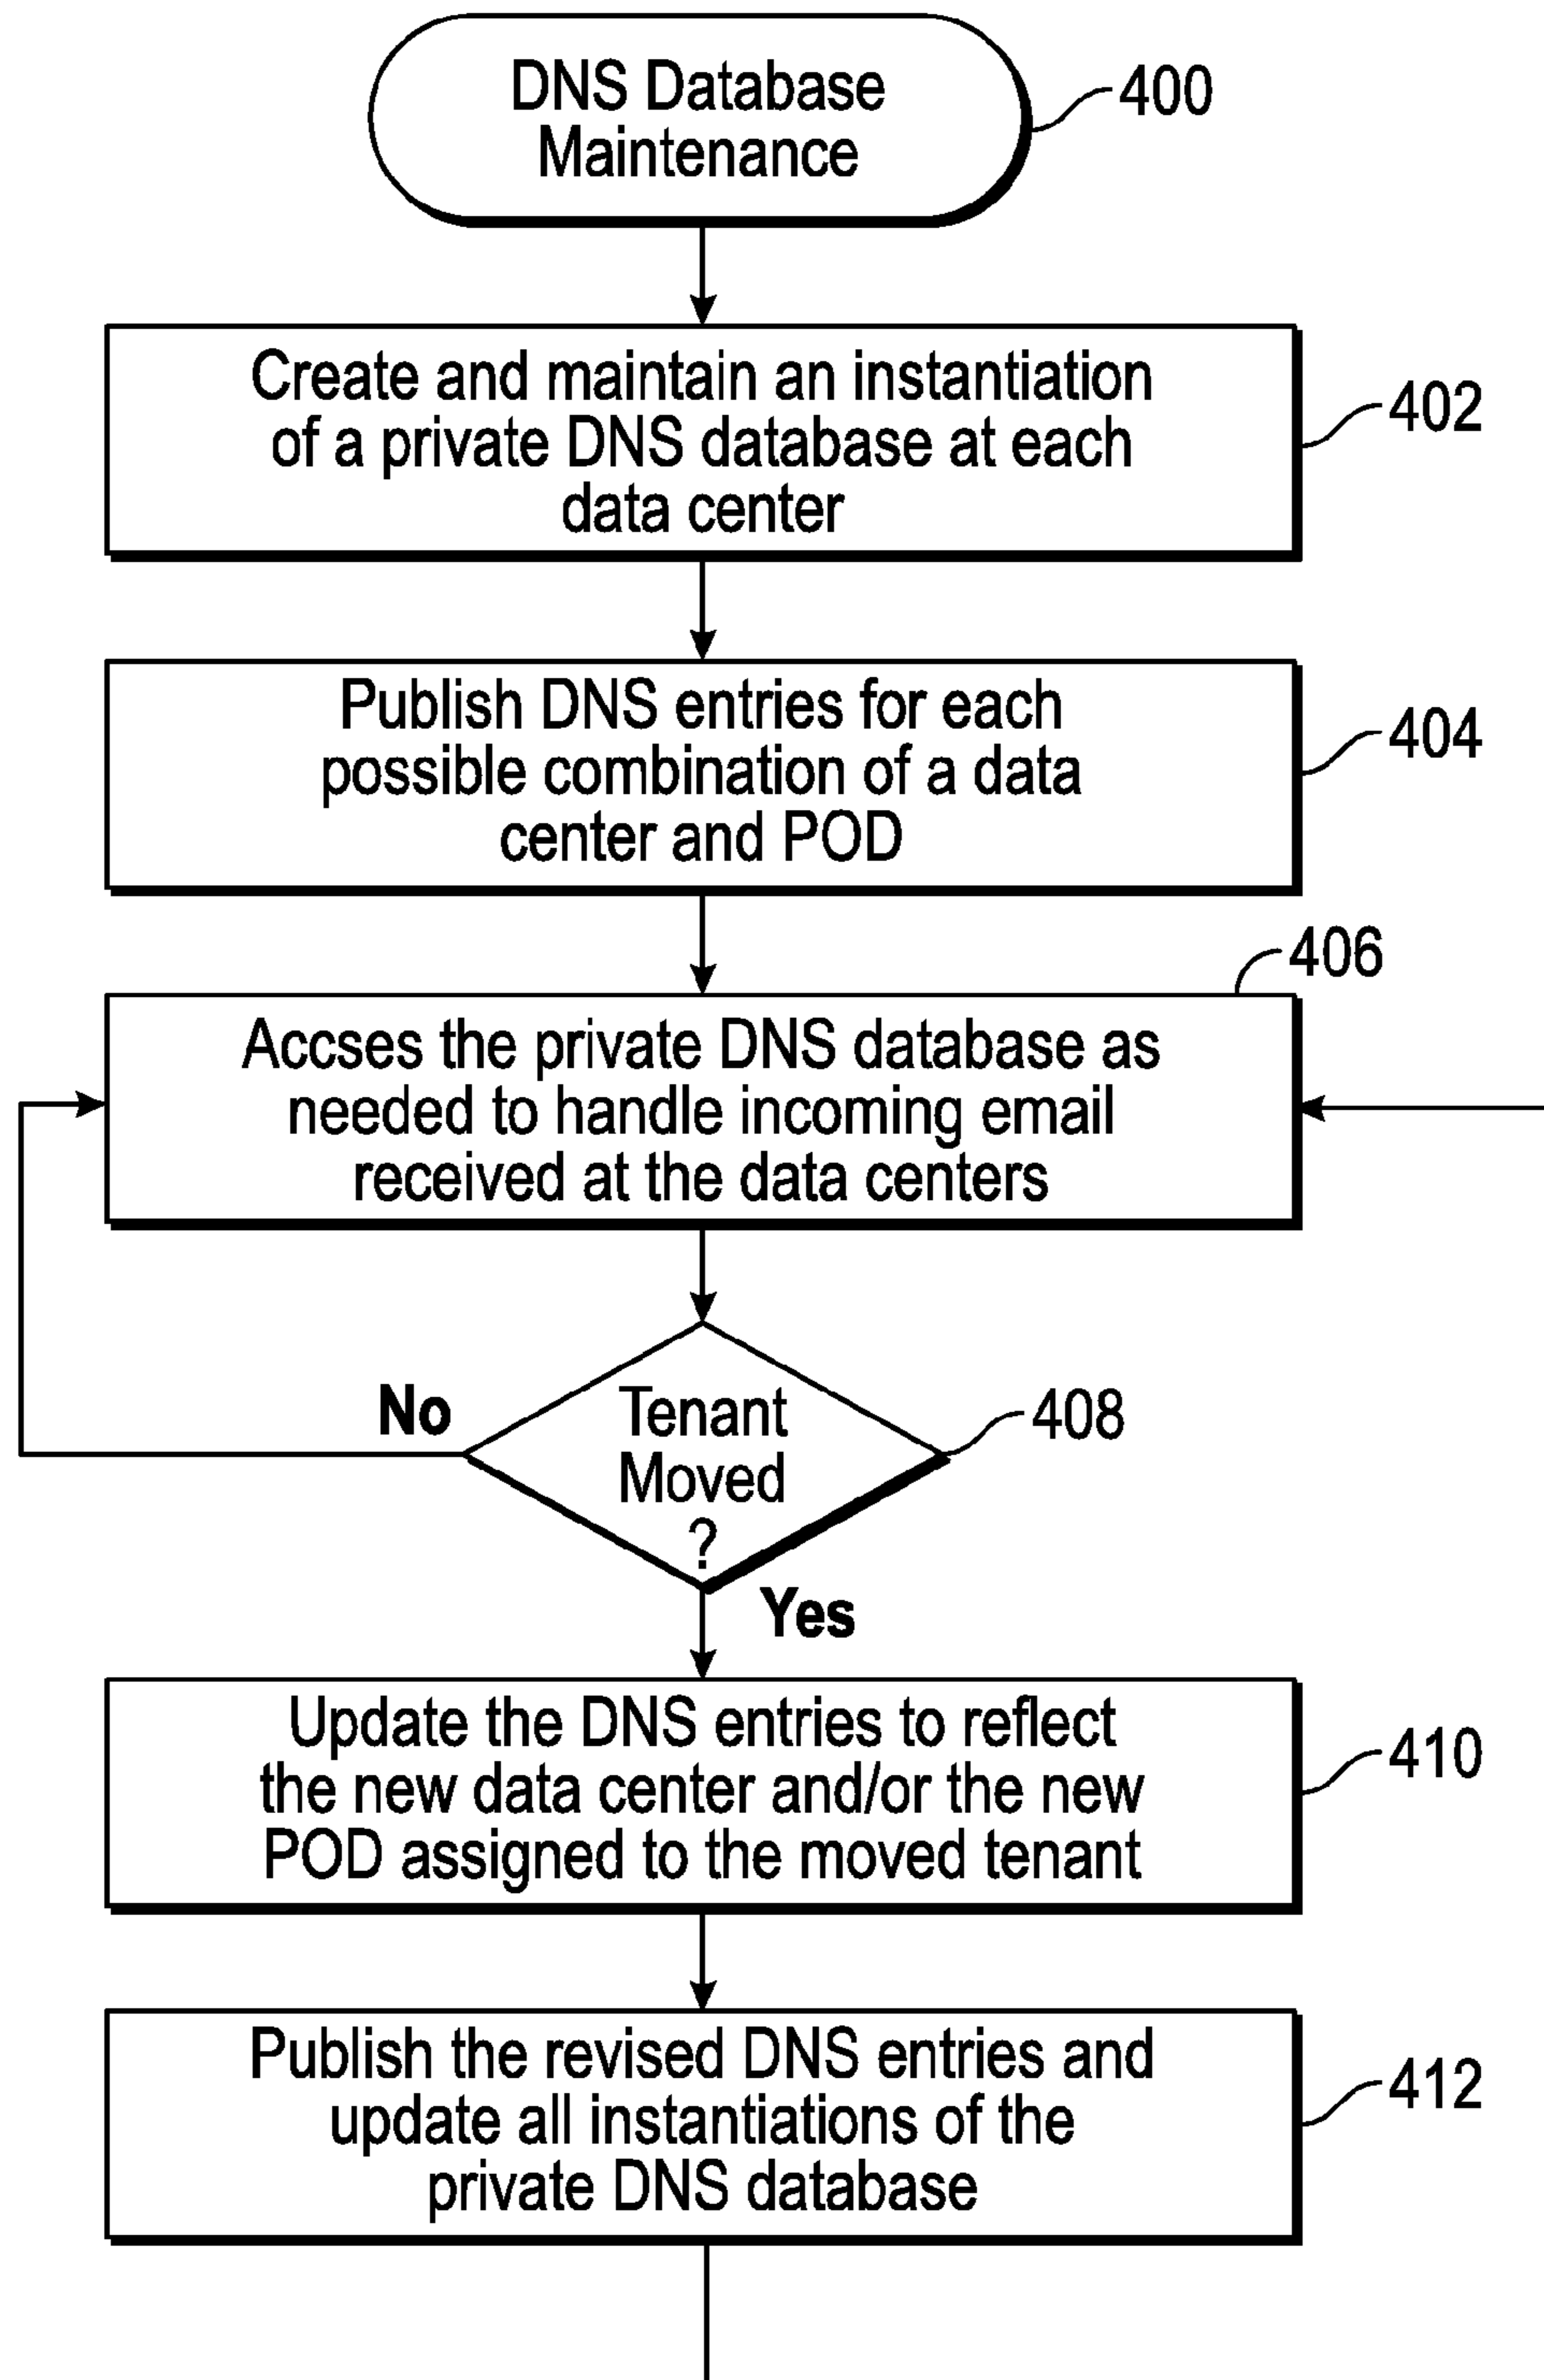 DNS Database
Maintenance
400
Create and maintain an instantiation
of a private DNS database at each
data center
402
Publish DNS entries for each
possible combination of a data
center and POD
404
406
Accses the private DNS database as
needed to handle incoming email
received at the data centers
No
Tenant
Moved
?
408
Yes
Update the DNS entries to reflect
the new data center and/or the new
POD assigned to the moved tenant
410
Publish the revised DNS entries and
update all instantiations of the
private DNS database
412